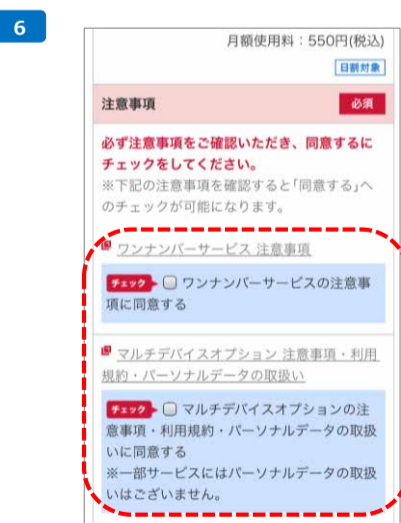 6
月額使用料：550円(税込)
日割対象
注意事項
必須
必ず注意事項をご確認いただき、同意するに
チェックをしてください。
※下記の注意事項を確認すると「同意する」へ
のチェックが可能になります。
ワンナンバーサービス 注意事項
チェック ワンナンバーサービスの注意事
項に同意する
マルチデバイスオプション 注意事項・利用
規約・パーソナルデータの取扱い
チェック マルチデバイスオプションの注
意事項・利用規約・パーソナルデータの取扱
いに同意する
※一部サービスにはパーソナルデータの取扱
いはございません。